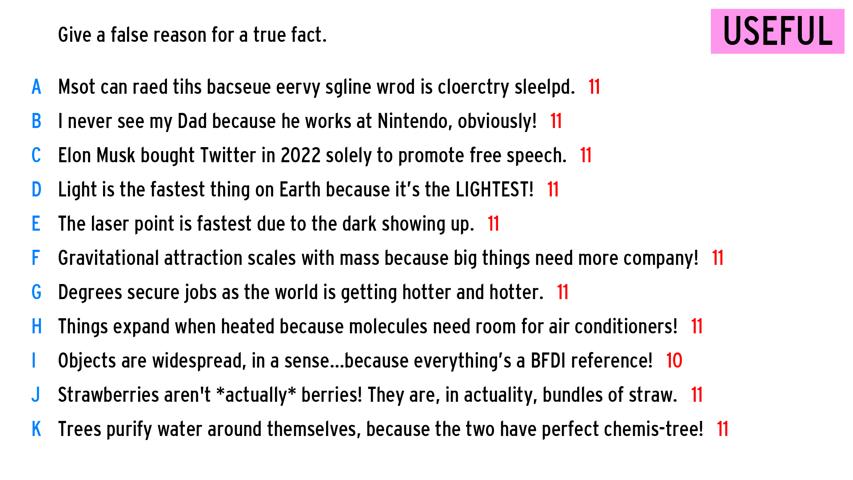 Give a false reason for a true fact.
USEFUL
A Msot can raed tihs bacseue eervy sgline wrod is cloerctry sleelpd. 11
B I never see my Dad because he works at Nintendo, obviously! 11
C Elon Musk bought Twitter in 2022 solely to promote free speech. 11
D Light is the fastest thing on Earth because it's the LIGHTEST! 11
E The laser point is fastest due to the dark showing up. 11
F Gravitational attraction scales with mass because big things need more company! 11
G Degrees secure jobs as the world is getting hotter and hotter. 11
H Things expand when heated because molecules need room for air conditioners! 11
I Objects are widespread, in a sense...because everything's a BFDI reference! 10
J Strawberries aren't *actually* berries! They are, in actuality, bundles of straw. 11
K Trees purify water around themselves, because the two have perfect chemis-tree! 11